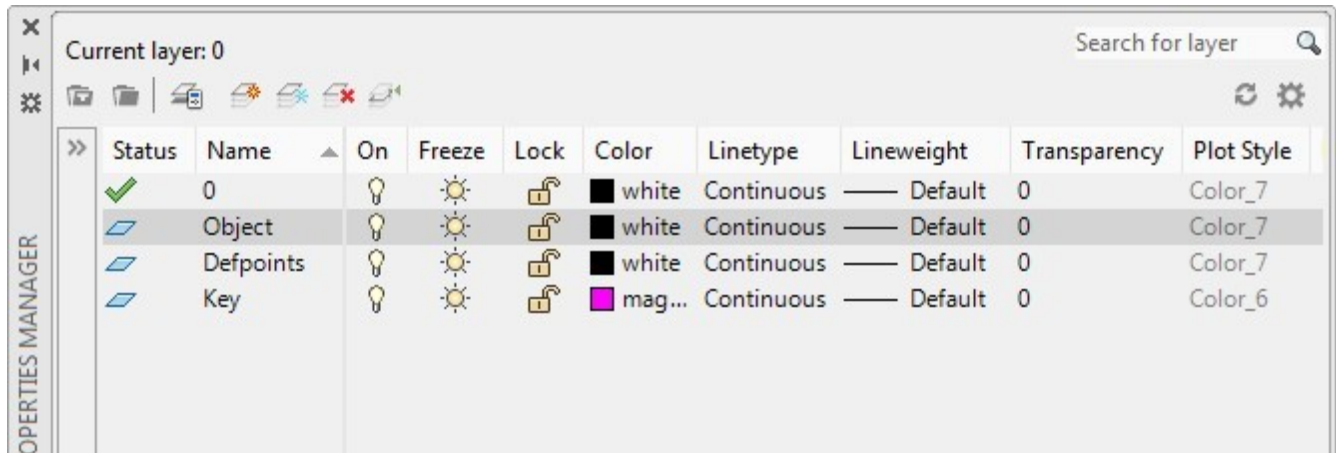 Current layer: 0
Search for layer
Status Name On Freeze Lock Color Linetype Lineweight Transparency Plot Style
0 white Continuous Default 0 Color_7
Object white Continuous Default 0 Color_7
Defpoints white Continuous Default 0 Color_7
Key mag... Continuous Default 0 Color_6
OPERTIES MANAGER